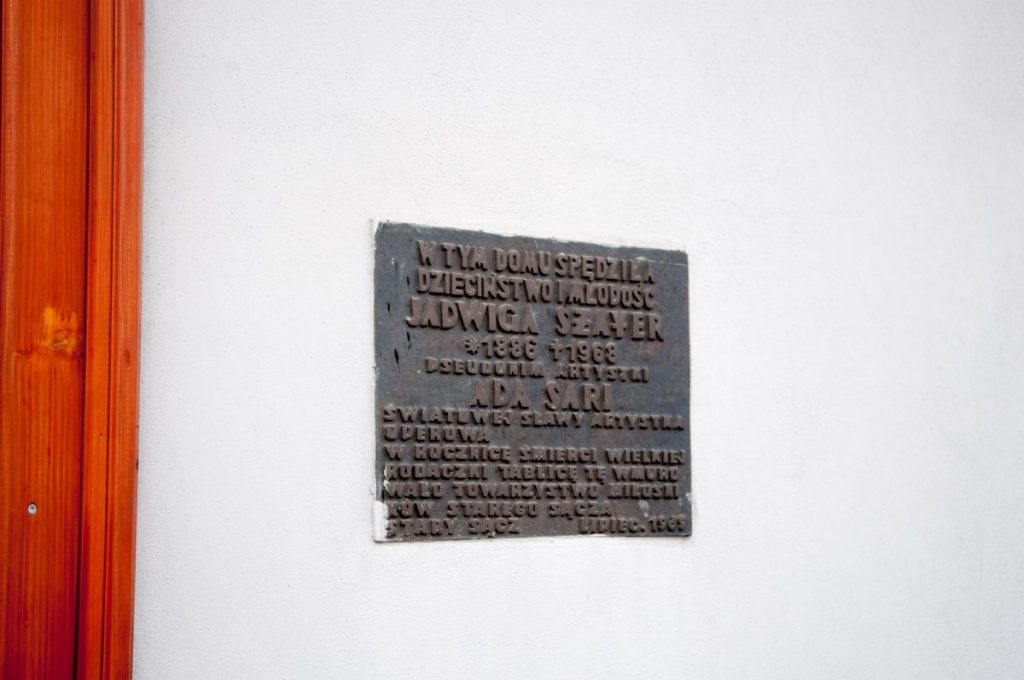 W TYM DOMU SPĘDZIŁA
DZIECIŃSTWO I MŁODOŚĆ
JADWIGA SZAYER
*1886 †1968
PSEUDONIM ARTYSTKI
ADA SARI
ŚWIATOWEJ SŁAWY ARTYSTKA
OPEROWA
W ROCZNICĘ ŚMIERCI WIELKIEJ
RODACZKI TABLICĘ TĘ WMURO
WAŁO TOWARZYSTWO MIŁOŚNI
KÓW STAREGO SĄCZA
STARY SĄCZ LIPIEC. 1969